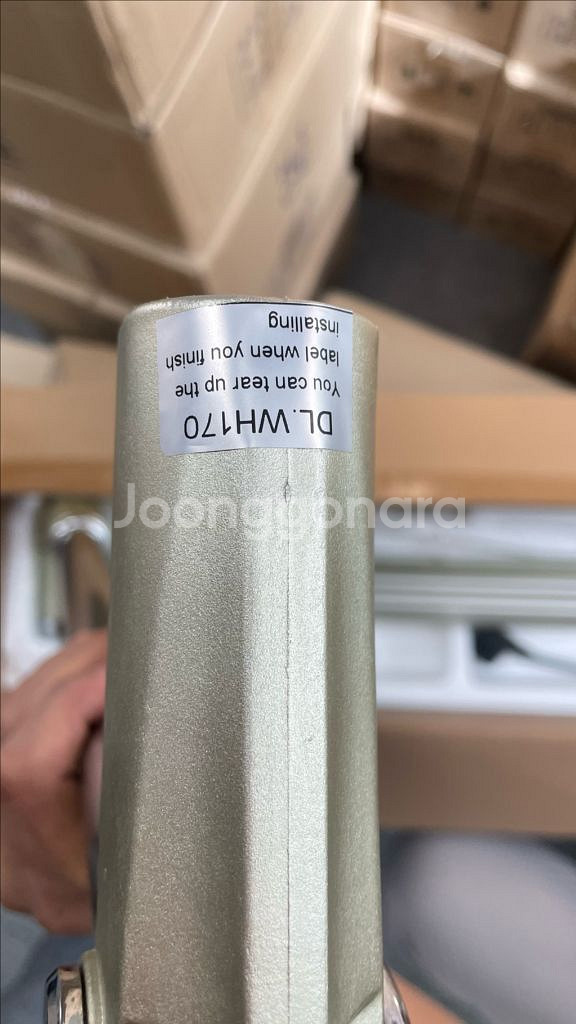 DL.WH170
You can tear up the
label when you finish
installing
Joonggonara